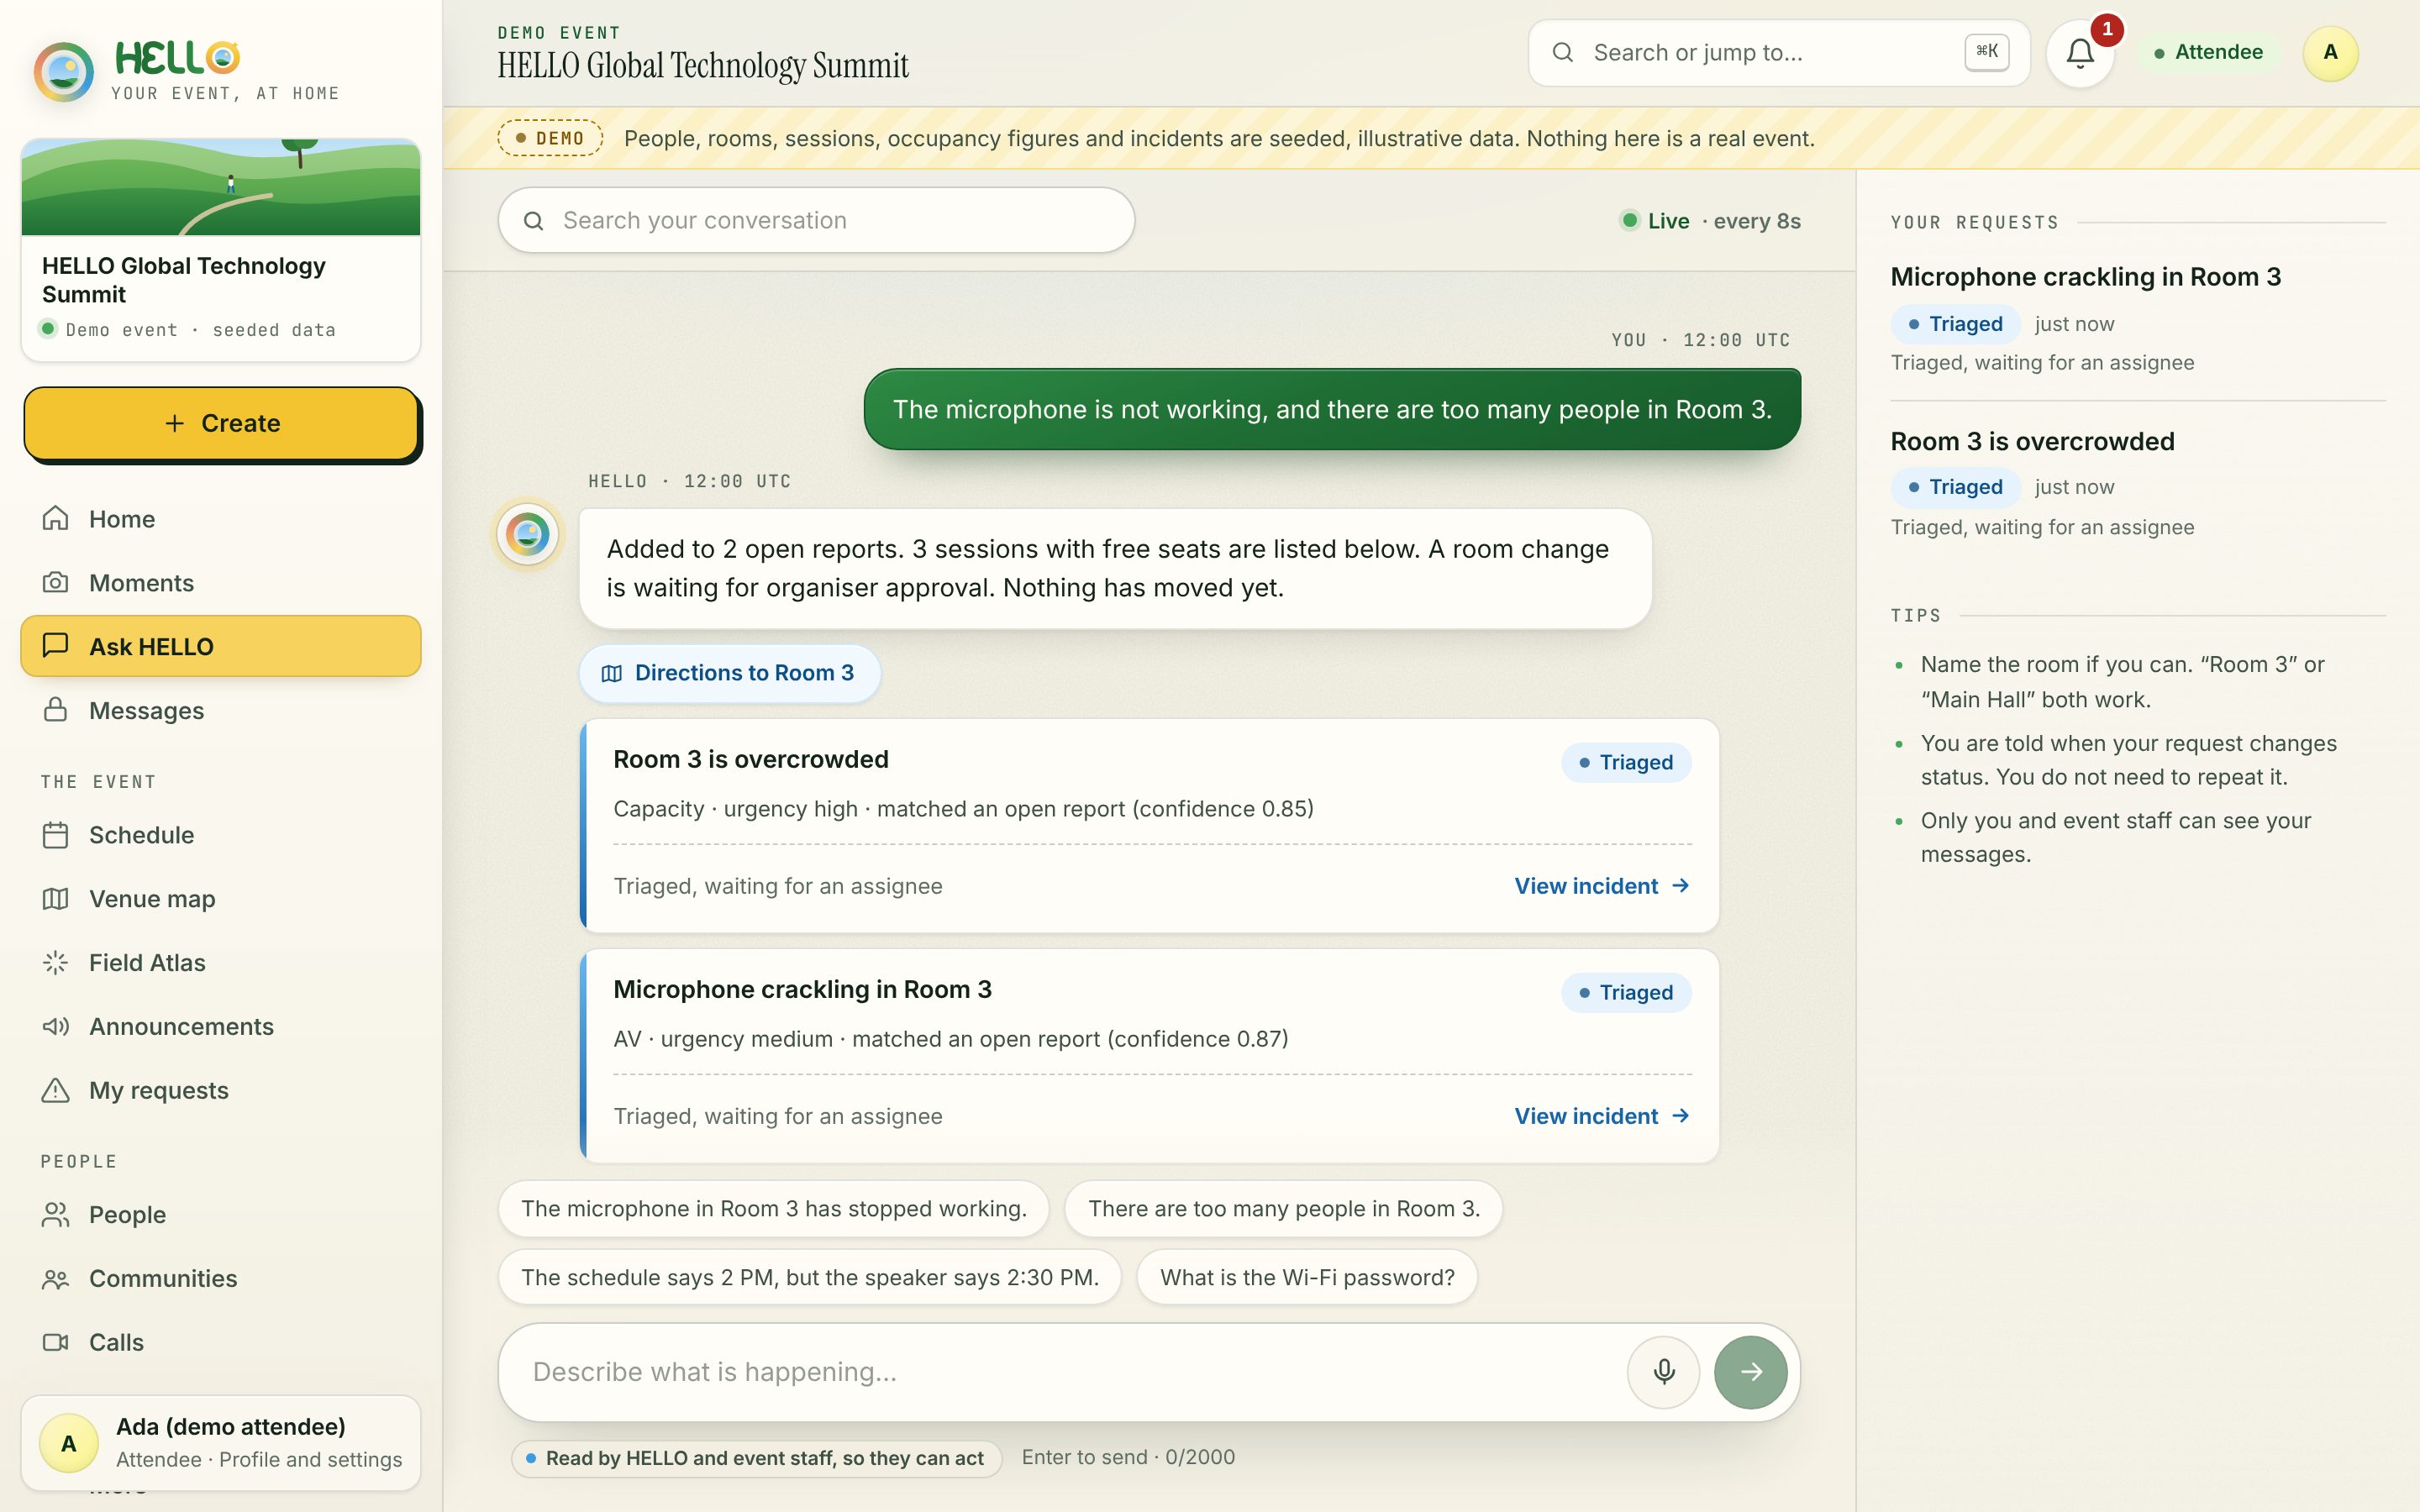 HELLO
YOUR EVENT, AT HOME
HELLO Global Technology
Summit
Demo event · seeded data
Create
Home
Moments
Ask HELLO
Messages
THE EVENT
Schedule
Venue map
Field Atlas
Announcements
My requests
PEOPLE
People
Communities
Calls
A
Ada (demo attendee)
Attendee · Profile and settings
DEMO EVENT
HELLO Global Technology Summit
Search or jump to...
⌘K
1
Attendee
A
DEMO
People, rooms, sessions, occupancy figures and incidents are seeded, illustrative data. Nothing here is a real event.
Search your conversation
Live · every 8s
YOU · 12:00 UTC
The microphone is not working, and there are too many people in Room 3.
HELLO · 12:00 UTC
Added to 2 open reports. 3 sessions with free seats are listed below. A room change
is waiting for organiser approval. Nothing has moved yet.
Directions to Room 3
Room 3 is overcrowded
Triaged
Capacity · urgency high · matched an open report (confidence 0.85)
Triaged, waiting for an assignee
View incident →
Microphone crackling in Room 3
Triaged
AV · urgency medium · matched an open report (confidence 0.87)
Triaged, waiting for an assignee
View incident →
The microphone in Room 3 has stopped working.
There are too many people in Room 3.
The schedule says 2 PM, but the speaker says 2:30 PM.
What is the Wi-Fi password?
Describe what is happening...
Read by HELLO and event staff, so they can act
Enter to send · 0/2000
YOUR REQUESTS
Microphone crackling in Room 3
Triaged just now
Triaged, waiting for an assignee
Room 3 is overcrowded
Triaged just now
Triaged, waiting for an assignee
TIPS
• Name the room if you can. “Room 3” or
“Main Hall” both work.
• You are told when your request changes
status. You do not need to repeat it.
• Only you and event staff can see your
messages.